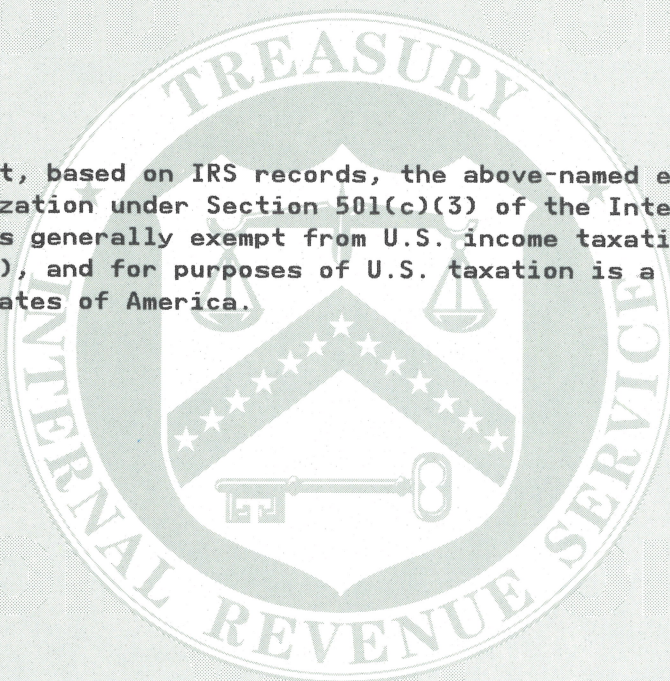 t, based on IRS records, the above-named e
zation under Section 501(c)(3) of the Inte
s generally exempt from U.S. income taxati
), and for purposes of U.S. taxation is a
ates of America.
TREASURY
INTERNAL REVENUE SERVICE